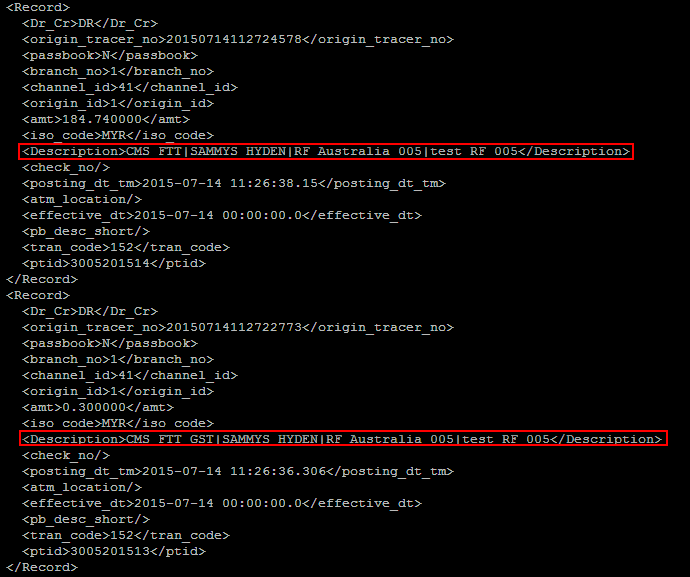 <Record>
<Dr_Cr>DR</Dr_Cr>
<origin_tracer_no>20150714112724578</origin_tracer_no>
<passbook>N</passbook>
<branch_no>1</branch_no>
<channel_id>41</channel_id>
<origin_id>1</origin_id>
<amt>184.740000</amt>
<iso_code>MYR</iso_code>
<Description>CMS FTT|SAMMYS HYDEN|RF Australia 005|test RF 005</Description>
<check_no/>
<posting_dt_tm>2015-07-14 11:26:38.15</posting_dt_tm>
<atm_location/>
<effective_dt>2015-07-14 00:00:00.0</effective_dt>
<pb_desc_short/>
<tran_code>152</tran_code>
<ptid>3005201514</ptid>
</Record>
<Record>
<Dr_Cr>DR</Dr_Cr>
<origin_tracer_no>20150714112722773</origin_tracer_no>
<passbook>N</passbook>
<branch_no>1</branch_no>
<channel_id>41</channel_id>
<origin_id>1</origin_id>
<amt>0.300000</amt>
<iso_code>MYR</iso_code>
<Description>CMS FTT GST|SAMMYS HYDEN|RF Australia 005|test RF 005</Description>
<check_no/>
<posting_dt_tm>2015-07-14 11:26:36.306</posting_dt_tm>
<atm_location/>
<effective_dt>2015-07-14 00:00:00.0</effective_dt>
<pb_desc_short/>
<tran_code>152</tran_code>
<ptid>3005201513</ptid>
</Record>